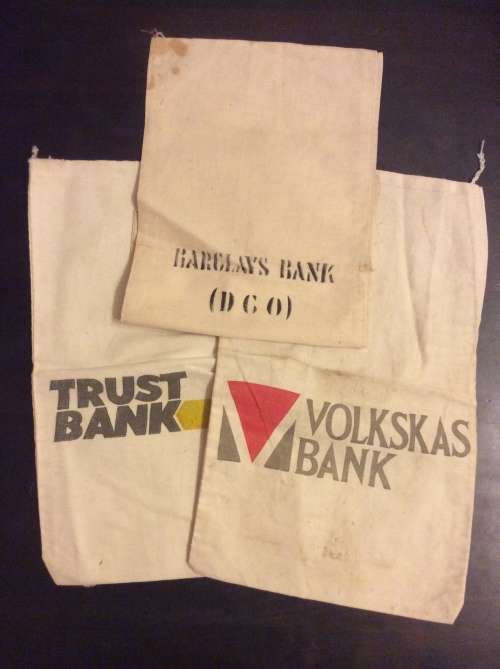 BARCLAYS BANK
(D C O)
TRUST
BANK
VOLKSKAS
BANK